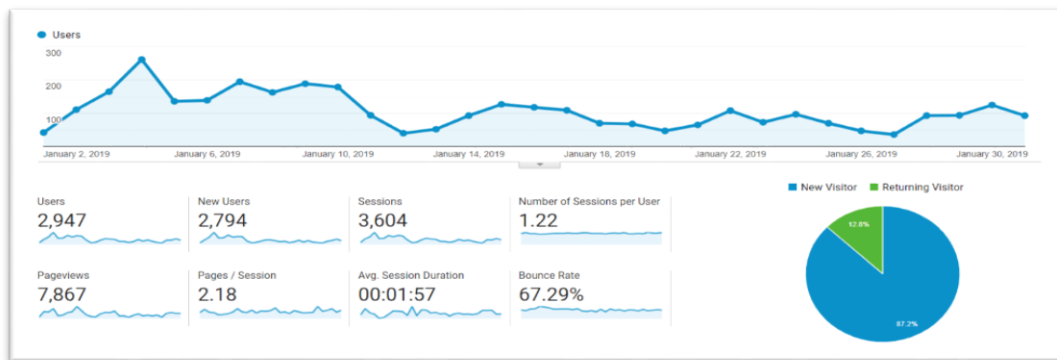 Users
300
200
100
January 2, 2019 January 6, 2019 January 10, 2019 January 14, 2019 January 18, 2019 January 22, 2019 January 26, 2019 January 30, 2019
New Visitor Returning Visitor
Users New Users Sessions Number of Sessions per User
2,947 2,794 3,604 1.22
Pageviews Pages / Session Avg. Session Duration Bounce Rate
7,867 2.18 00:01:57 67.29%
12.8%
87.2%